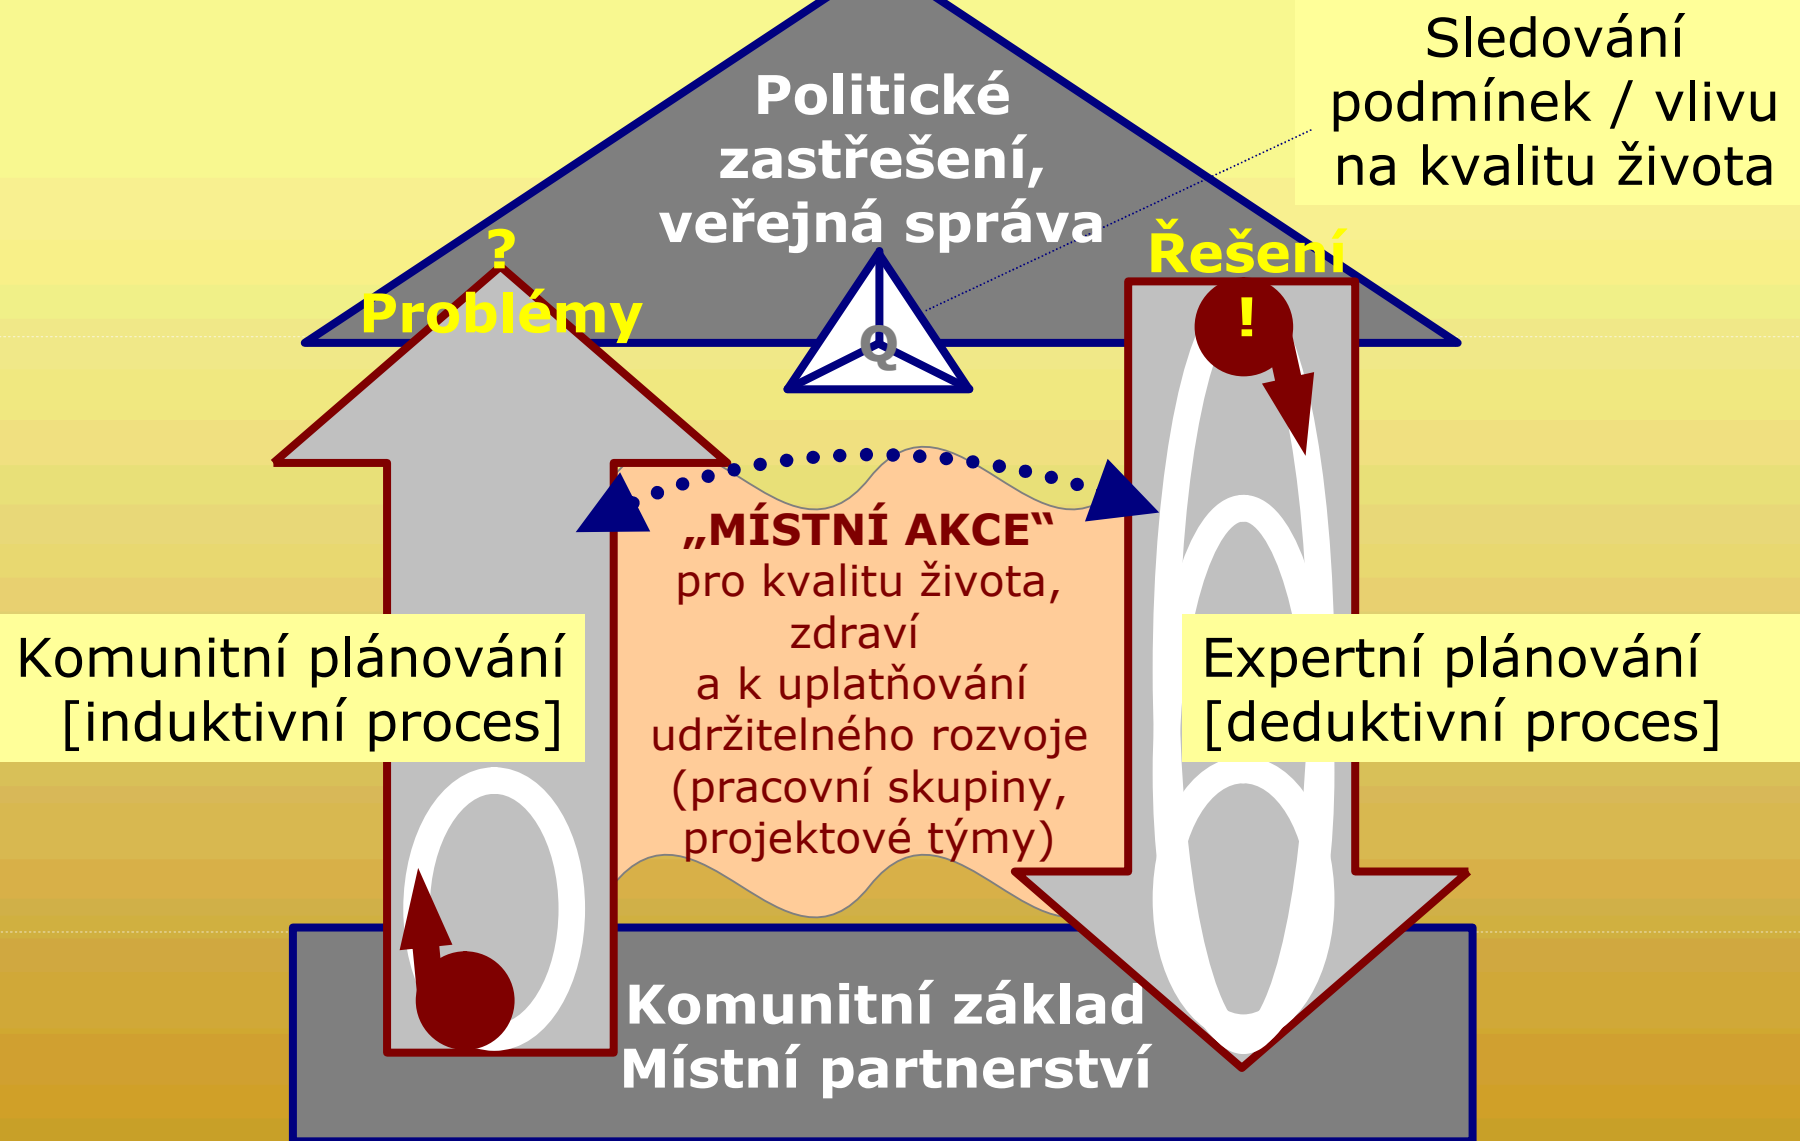 Sledování
podmínek / vlivu
na kvalitu života
Politické
zastřešení,
veřejná správa
?
Problémy
Řešení
!
Q
„MÍSTNÍ AKCE“
pro kvalitu života,
zdraví
a k uplatňování
udržitelného rozvoje
(pracovní skupiny,
projektové týmy)
Komunitní plánování
[induktivní proces]
Expertní plánování
[deduktivní proces]
Komunitní základ
Místní partnerství